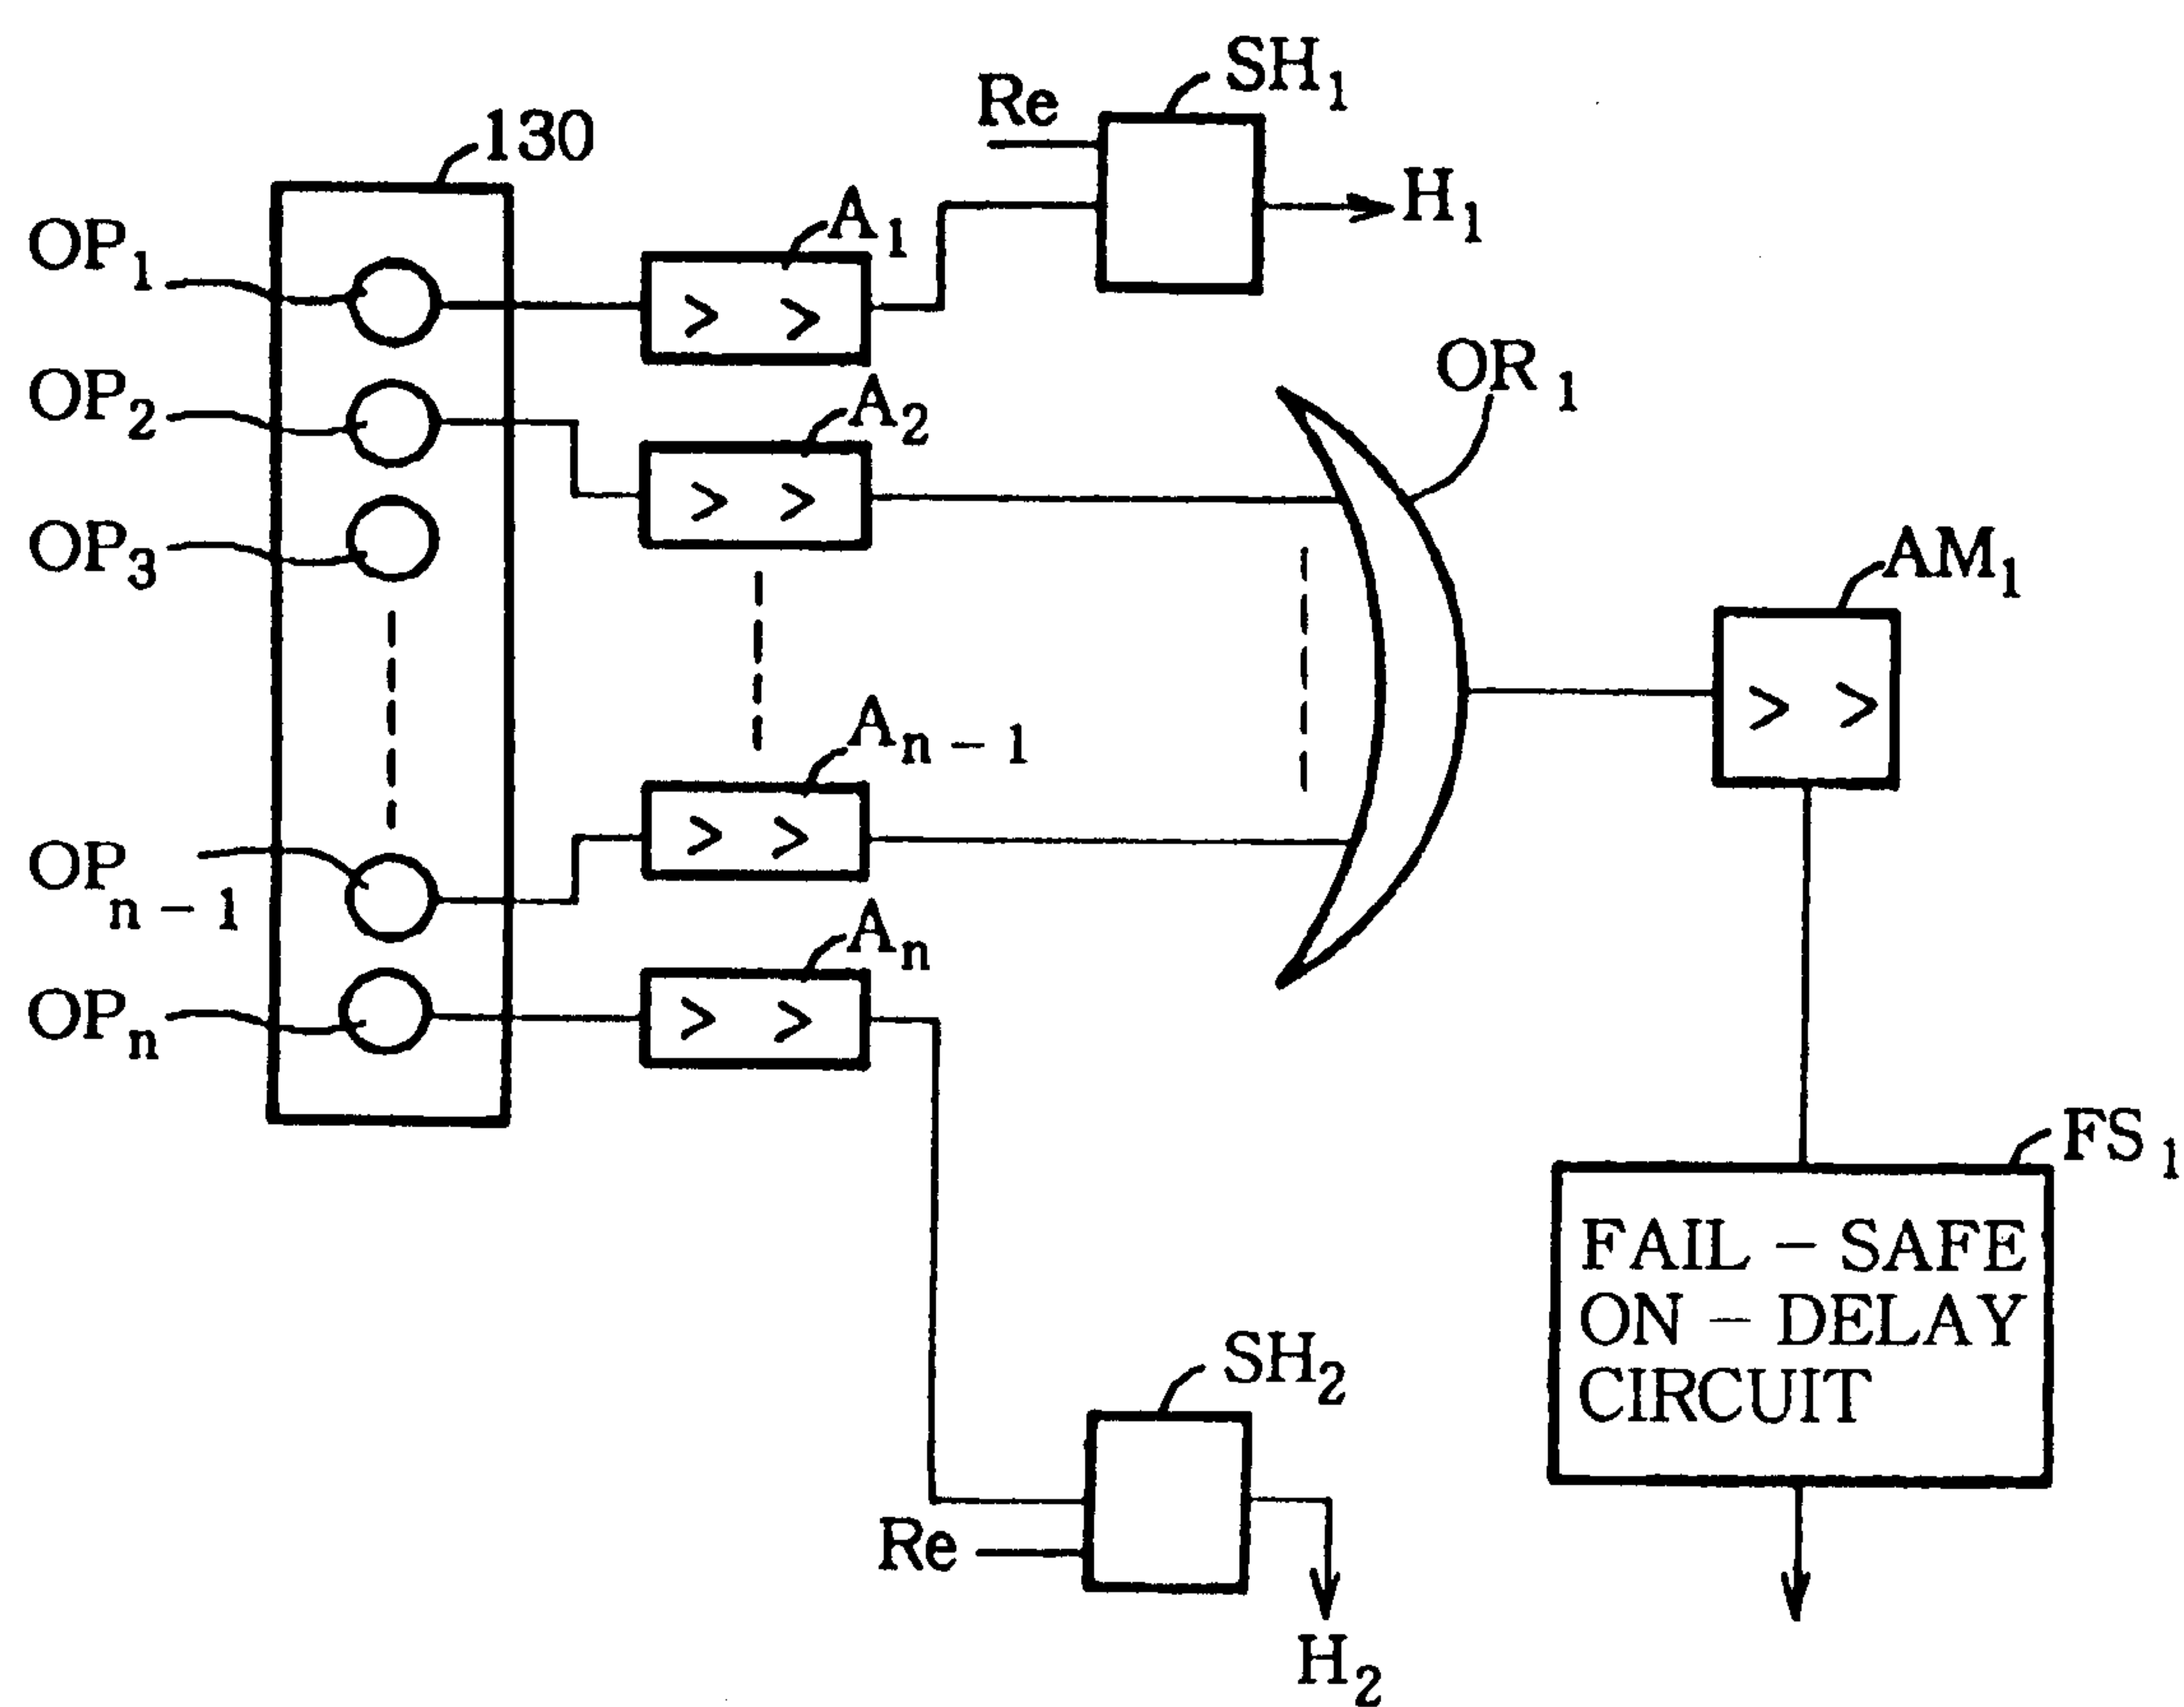 130
OP1
OP2
OP3
OPn-1
OPn
A1
> >
A2
> >
An-1
> >
An
> >
Re
SH1
H1
OR1
AM1
> >
FS1
FAIL-SAFE
ON-DELAY
CIRCUIT
SH2
Re
H2